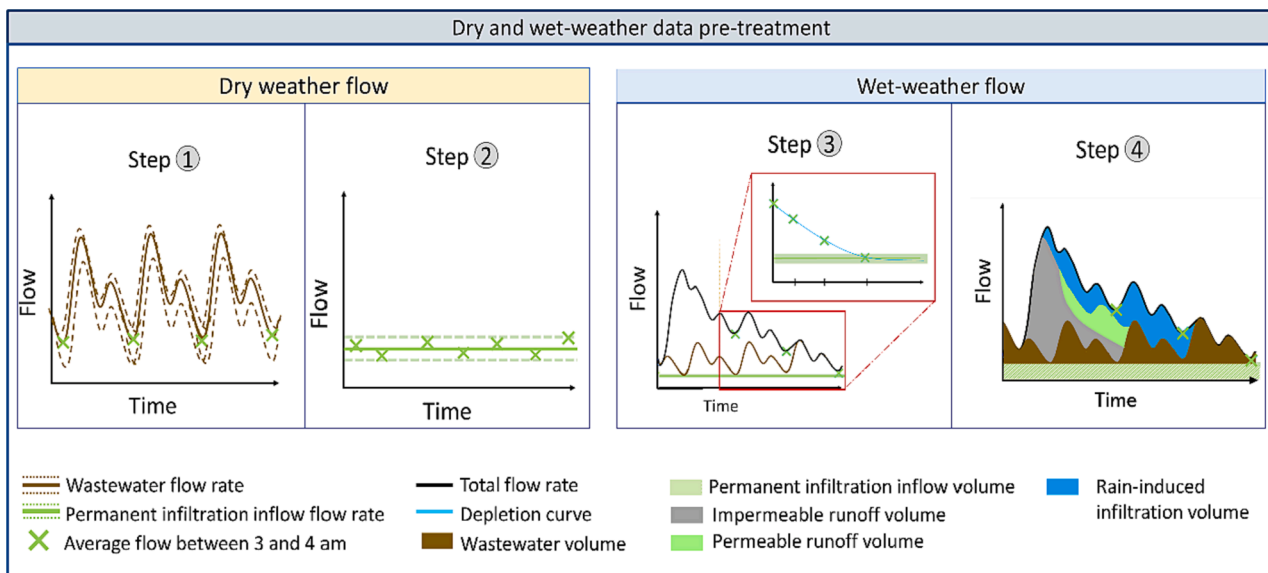 Dry and wet-weather data pre-treatment
Dry weather flow
Wet-weather flow
Step 1
Flow
Time
Step 2
Flow
Time
Step 3
Flow
Time
Step 4
Flow
Time
Wastewater flow rate
Permanent infiltration inflow flow rate
Average flow between 3 and 4 am
Total flow rate
Depletion curve
Wastewater volume
Permanent infiltration inflow volume
Impermeable runoff volume
Permeable runoff volume
Rain-induced
infiltration volume